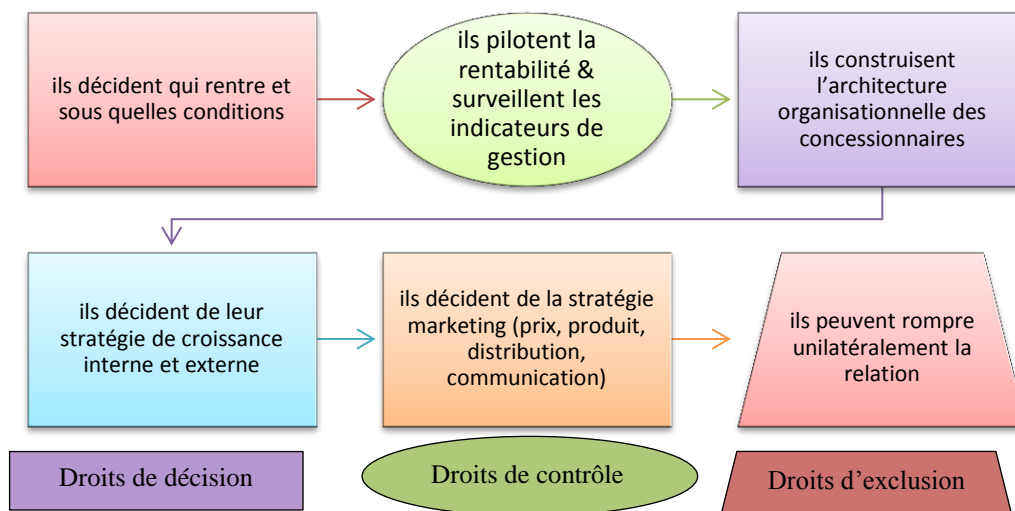 ils décident qui rentre et
sous quelles conditions
ils pilotent la
rentabilité &
surveillent les
indicateurs de
gestion
ils construisent
l’architecture
organisationnelle des
concessionnaires
ils décident de leur
stratégie de croissance
interne et externe
ils décident de la stratégie
marketing (prix, produit,
distribution,
communication)
ils peuvent rompre
unilatéralement la
relation
Droits de décision
Droits de contrôle
Droits d’exclusion